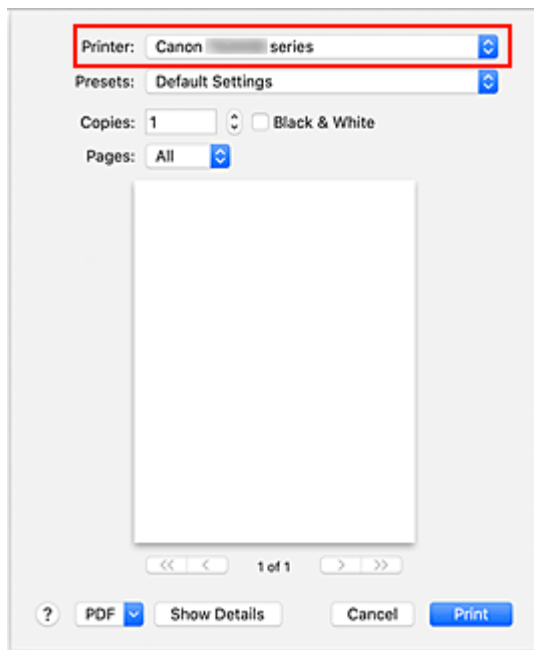 Printer: Canon series
Presets: Default Settings
Copies: 1 Black & White
Pages: All
<< < 1 of 1 > >>
? PDF Show Details Cancel Print